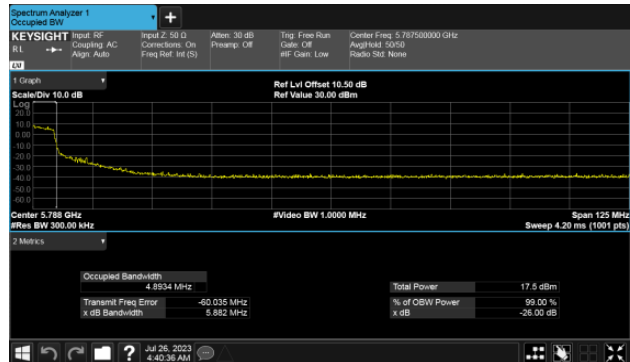 Spectrum Analyzer 1
Occupied BW
+
KEYSIGHT Input: RF Input Z: 50 Ω Atten: 30 dB Trig: Free Run Center Freq: 5.787500000 GHz
RL Coupling: AC Corrections: On Preamp: Off Gate: Off Avg|Hold: 50/50
Align: Auto Freq Ref: Int (S) #IF Gain: Low Radio Std: None
LXI
1 Graph Ref Lvl Offset 10.50 dB
Scale/Div 10.0 dB Ref Value 30.00 dBm
Log
20.0
10.0
0.00
-10.0
-20.0
-30.0
-40.0
-50.0
-60.0
Center 5.788 GHz #Video BW 1.0000 MHz Span 125 MHz
#Res BW 300.00 kHz Sweep 4.20 ms (1001 pts)
2 Metrics
Occupied Bandwidth
4.8934 MHz Total Power 17.5 dBm
Transmit Freq Error -60.035 MHz % of OBW Power 99.00 %
x dB Bandwidth 5.882 MHz x dB -26.00 dB
? Jul 26, 2023
4:40:36 AM